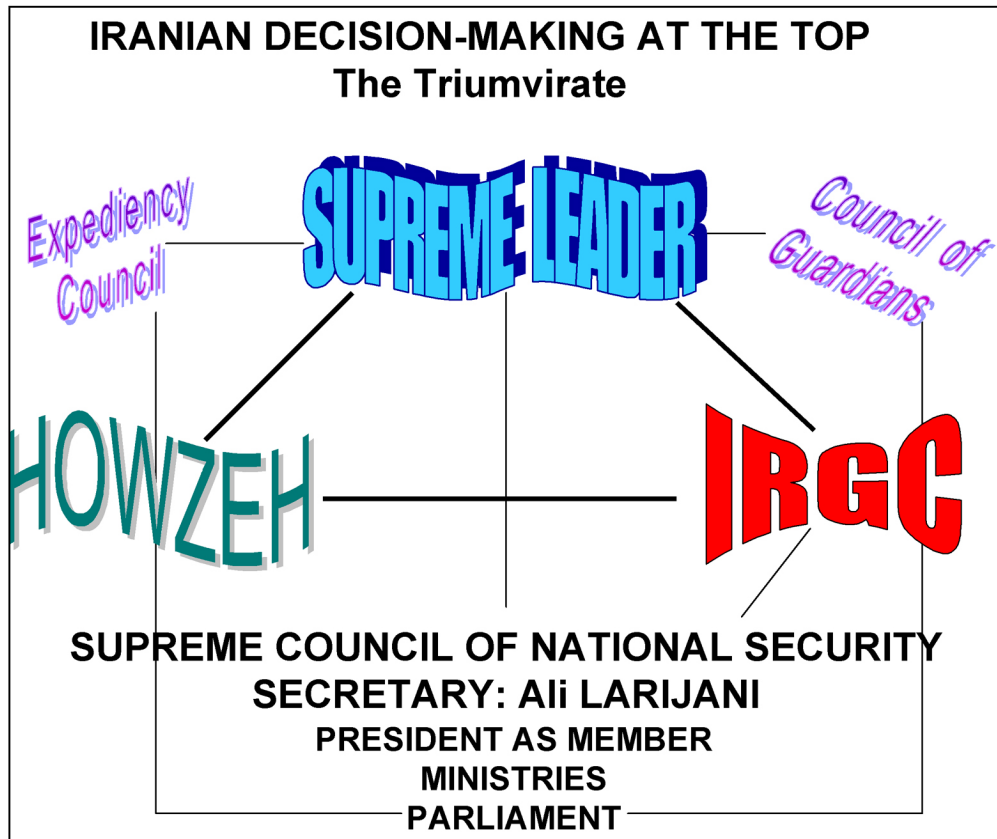 IRANIAN DECISION-MAKING AT THE TOP
The Triumvirate
SUPREME LEADER
Expediency
Council
Council off
Guardians
HOWZEH
IRGC
SUPREME COUNCIL OF NATIONAL SECURITY
SECRETARY: Ali LARIJANI
PRESIDENT AS MEMBER
MINISTRIES
PARLIAMENT